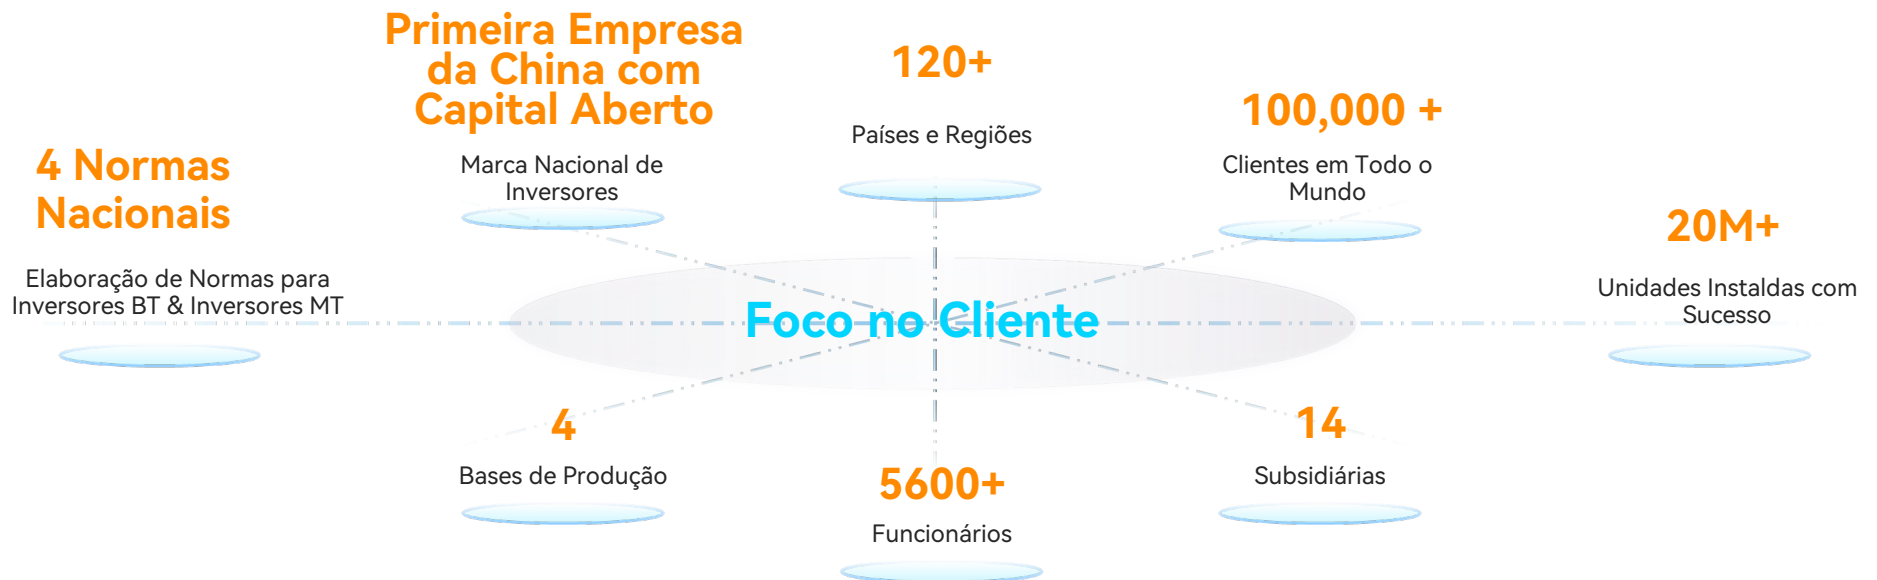 4 Normas
Nacionais
Elaboração de Normas para
Inversores BT & Inversores MT
Primeira Empresa
da China com
Capital Aberto
Marca Nacional de
Inversores
120+
Países e Regiões
100,000 +
Clientes em Todo o
Mundo
20M+
Unidades Instaldas com
Sucesso
Foco no Cliente
4
Bases de Produção
5600+
Funcionários
14
Subsidiárias